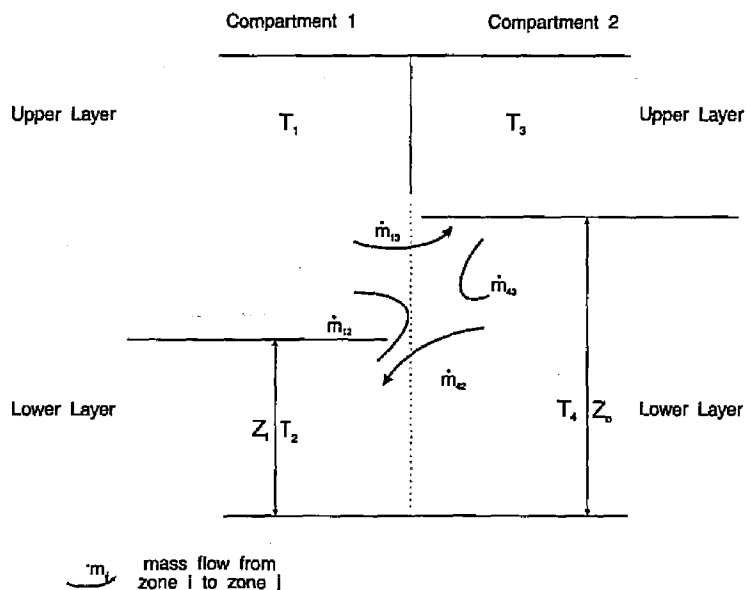 Compartment 1 Compartment 2
Upper Layer T₁ T₃ Upper Layer
ṁ₁₃
ṁ₄₃
ṁ₁₂
ṁ₄₂
Lower Layer Z₁ T₂ T₄ Lower Layer
ṁ mass flow from
zone i to zone j